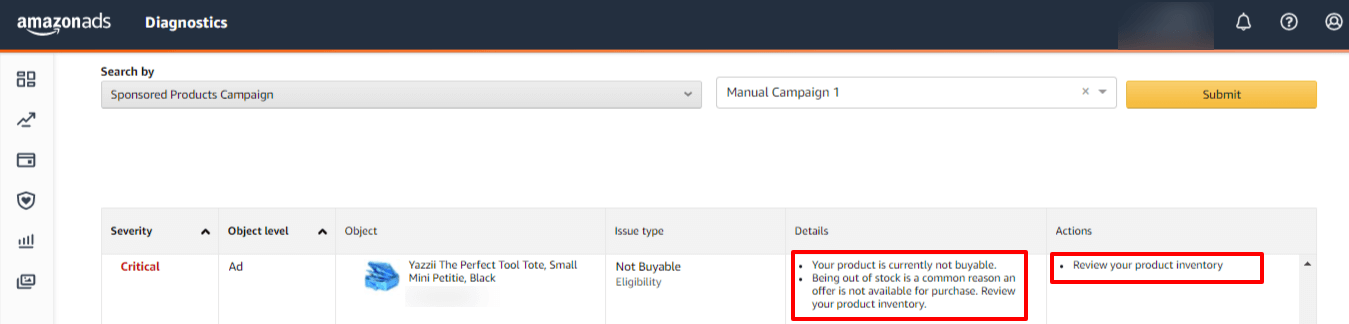 amazonads Diagnostics
Search by
Sponsored Products Campaign
Manual Campaign 1
Submit
Severity Object level Object Issue type Details Actions
Critical
Ad
Yazzii The Perfect Tool Tote, Small
Mini Petitie, Black
Not Buyable
Eligibility
Your product is currently not buyable.
Being out of stock is a common reason an
offer is not available for purchase. Review
your product inventory.
Review your product inventory